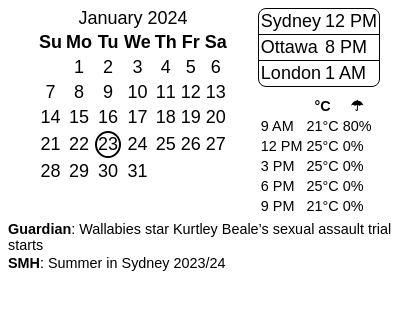 January 2024
Su Mo Tu We Th Fr Sa
1 2 3 4 5 6
7 8 9 10 11 12 13
14 15 16 17 18 19 20
21 22 23 24 25 26 27
28 29 30 31
Sydney 12 PM
Ottawa 8 PM
London 1 AM
°C ☂
9 AM 21°C 80%
12 PM 25°C 0%
3 PM 25°C 0%
6 PM 25°C 0%
9 PM 21°C 0%
Guardian: Wallabies star Kurtley Beale’s sexual assault trial
starts
SMH: Summer in Sydney 2023/24